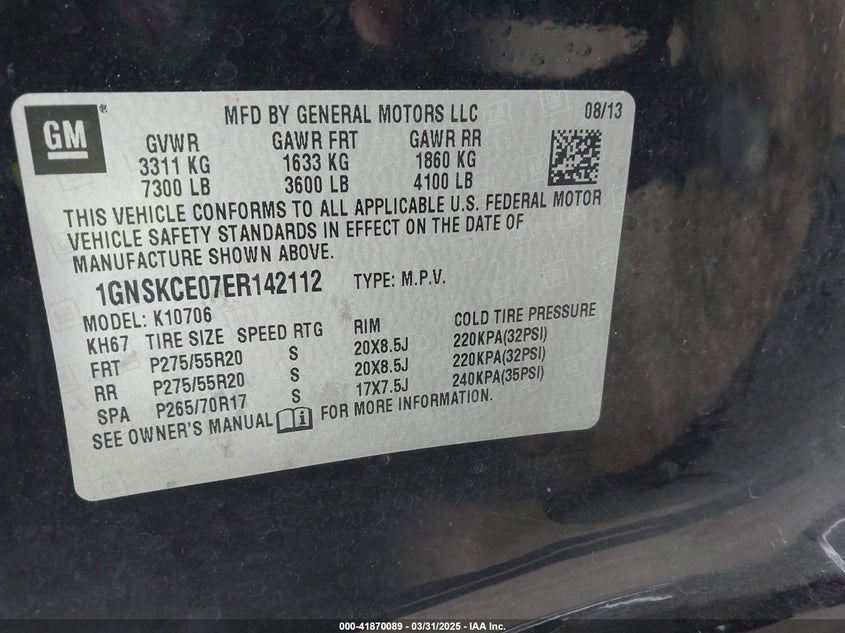 GM
MFD BY GENERAL MOTORS LLC 08/13
GVWR GAWR FRT GAWR RR
3311 KG 1633 KG 1860 KG
7300 LB 3600 LB 4100 LB
THIS VEHICLE CONFORMS TO ALL APPLICABLE U.S. FEDERAL MOTOR
VEHICLE SAFETY STANDARDS IN EFFECT ON THE DATE OF
MANUFACTURE SHOWN ABOVE.
1GNSKCE07ER142112 TYPE: M.P.V.
MODEL: K10706
KH67 TIRE SIZE SPEED RTG RIM COLD TIRE PRESSURE
FRT P275/55R20 S 20X8.5J 220KPA(32PSI)
RR P275/55R20 S 20X8.5J 220KPA(32PSI)
SPA P265/70R17 S 17X7.5J 240KPA(35PSI)
SEE OWNER'S MANUAL FOR MORE INFORMATION.
000-41870089 - 03/31/2025 - IAA Inc.